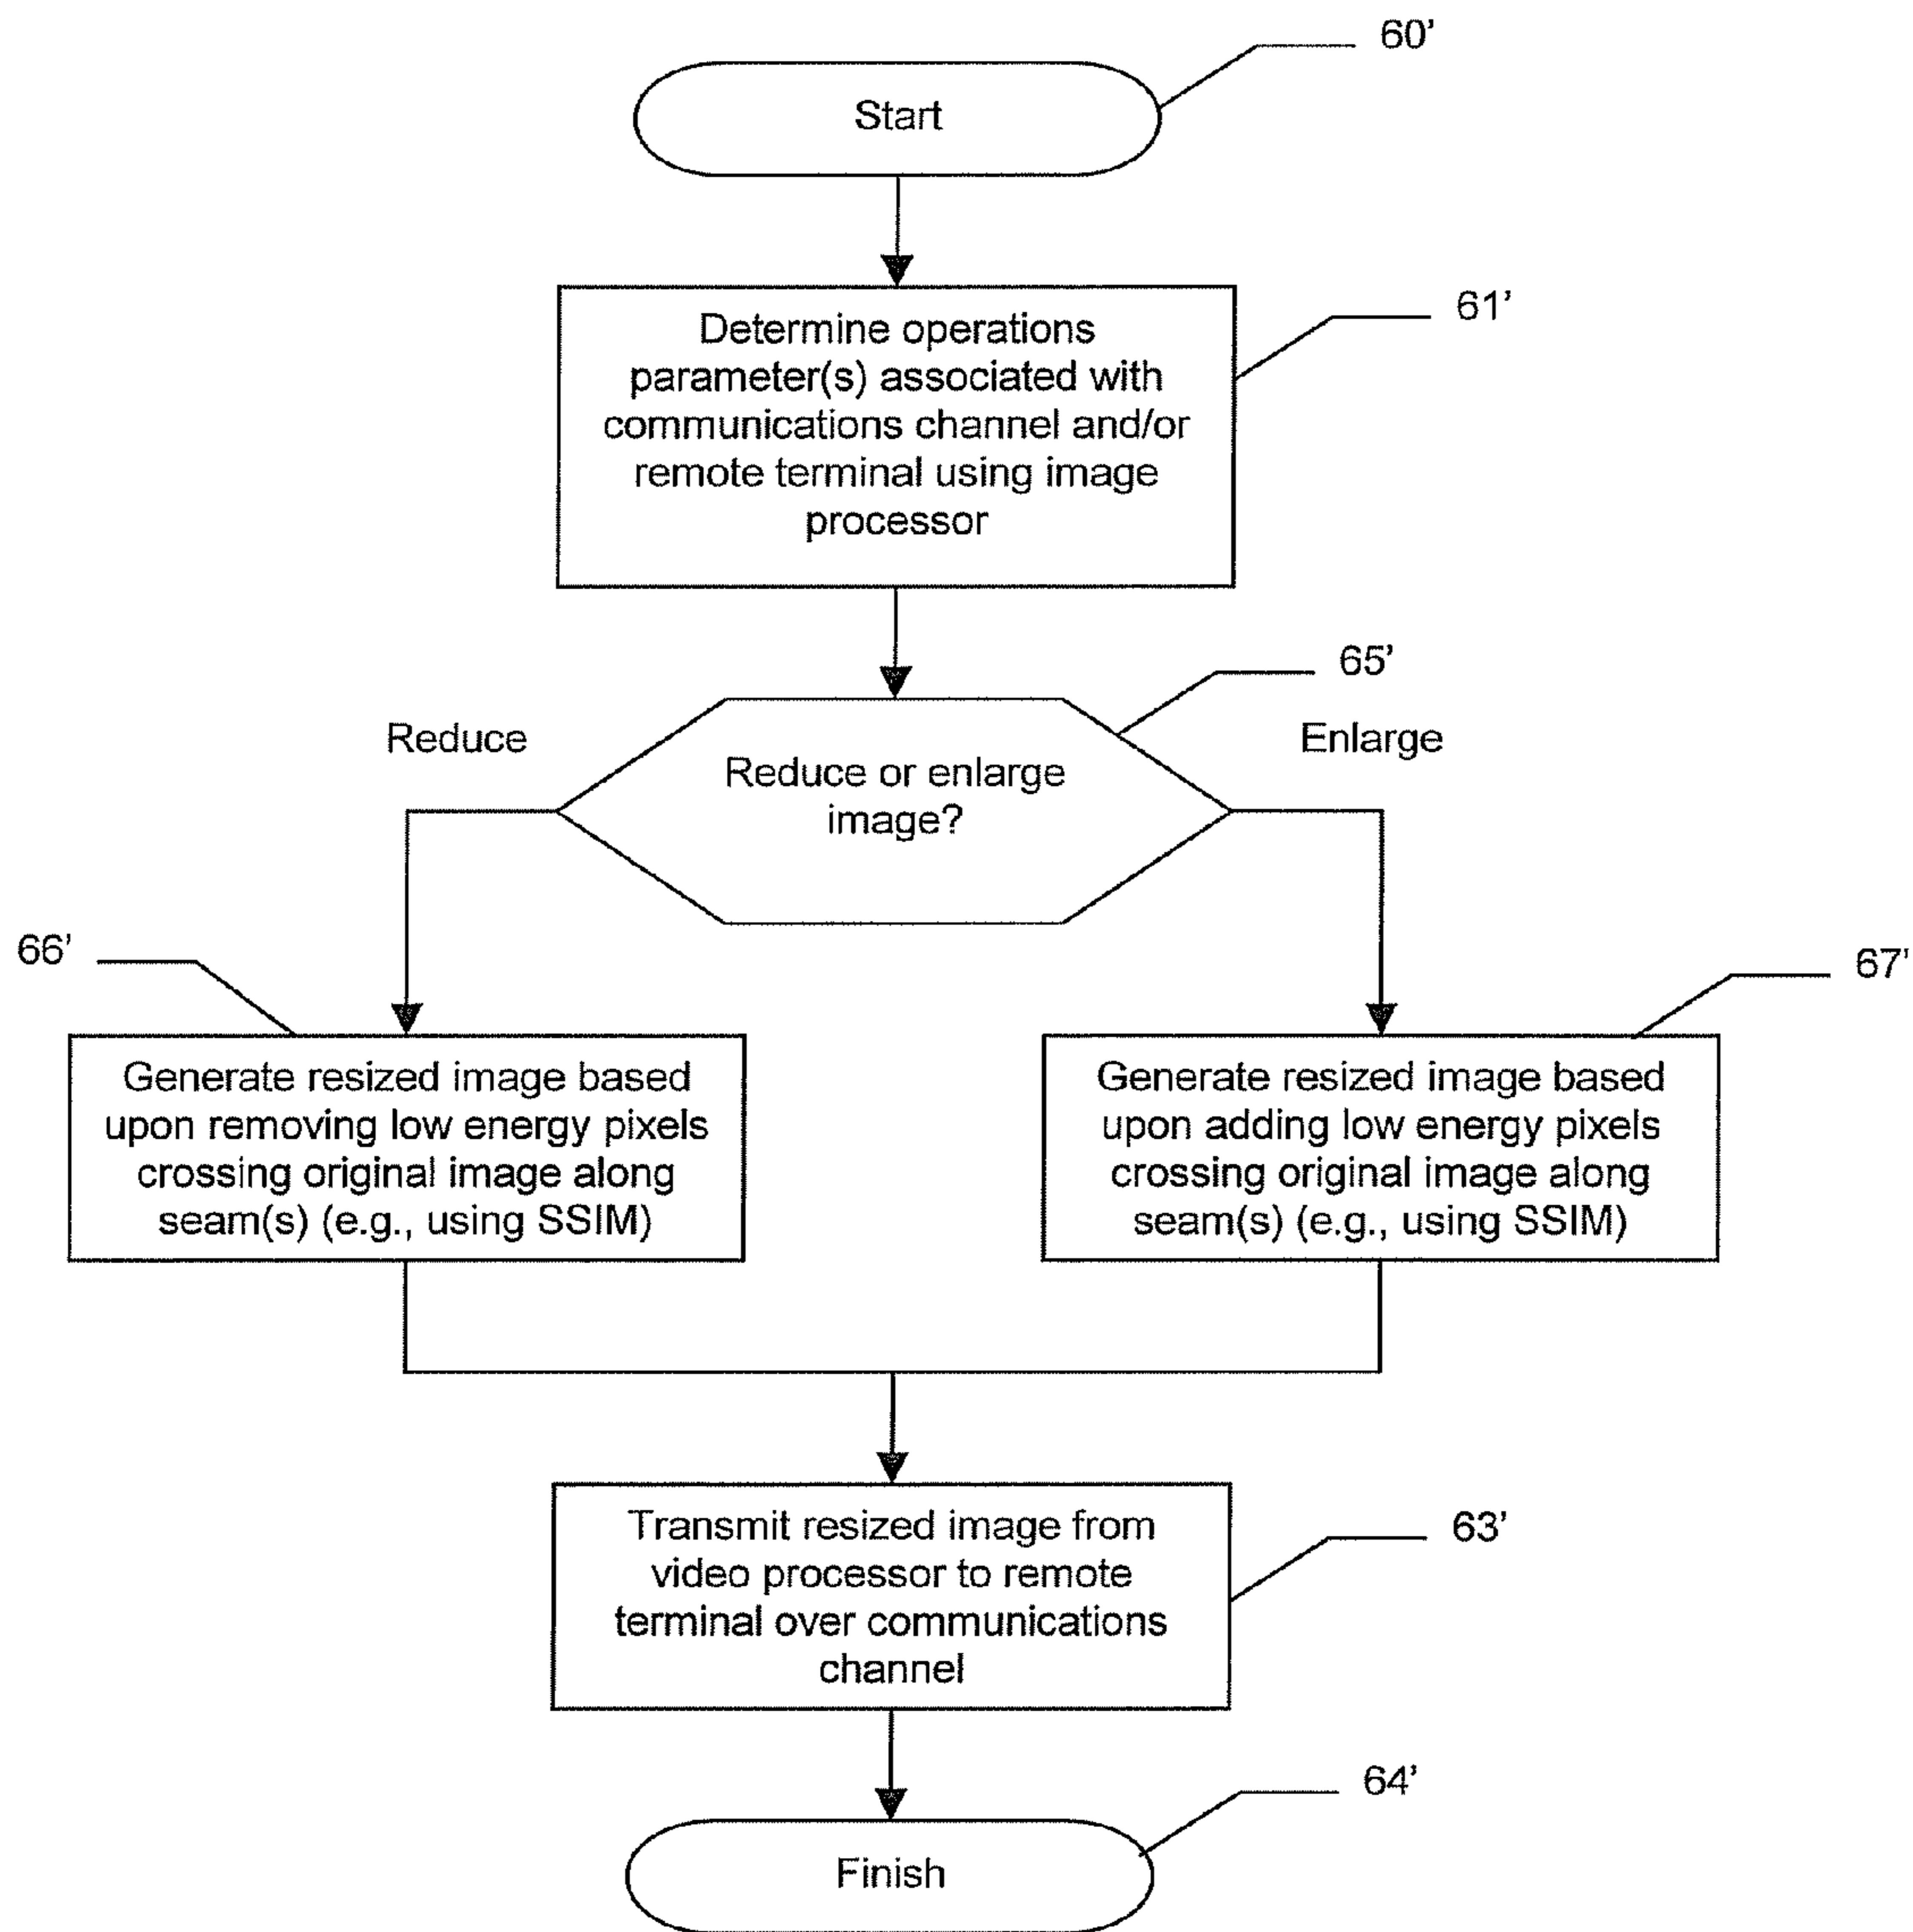 60’
Start
61’
Determine operations
parameter(s) associated with
communications channel and/or
remote terminal using image
processor
65’
Reduce
Enlarge
Reduce or enlarge
image?
66’
67’
Generate resized image based
upon removing low energy pixels
crossing original image along
seam(s) (e.g., using SSIM)
Generate resized image based
upon adding low energy pixels
crossing original image along
seam(s) (e.g., using SSIM)
63’
Transmit resized image from
video processor to remote
terminal over communications
channel
64’
Finish